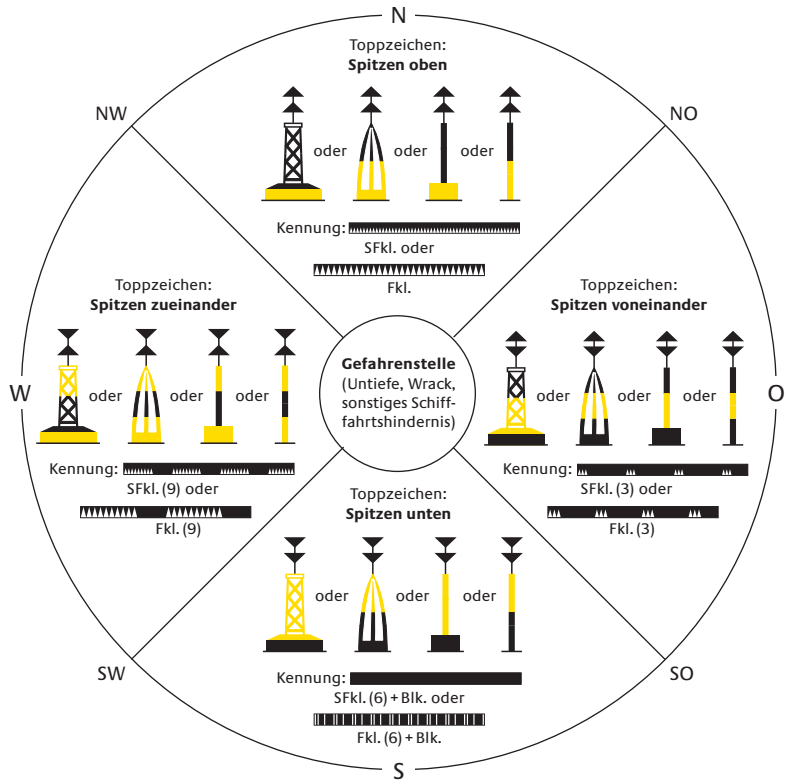 N
Toppzeichen:
Spitzen oben
NW
NO
oder oder oder
Kennung:
SFkl. oder
Fkl.
Toppzeichen:
Spitzen zueinander
W
oder oder oder
Kennung:
SFkl. (9) oder
Fkl. (9)
Gefahrenstelle
(Untiefe, Wrack,
sonstiges Schiff-
fahrtshindernis)
Toppzeichen:
Spitzen voneinander
oder oder oder
O
Kennung:
SFkl. (3) oder
Fkl. (3)
Toppzeichen:
Spitzen unten
oder oder oder
SW
SO
Kennung:
SFkl. (6) + Blk. oder
Fkl. (6) + Blk.
S